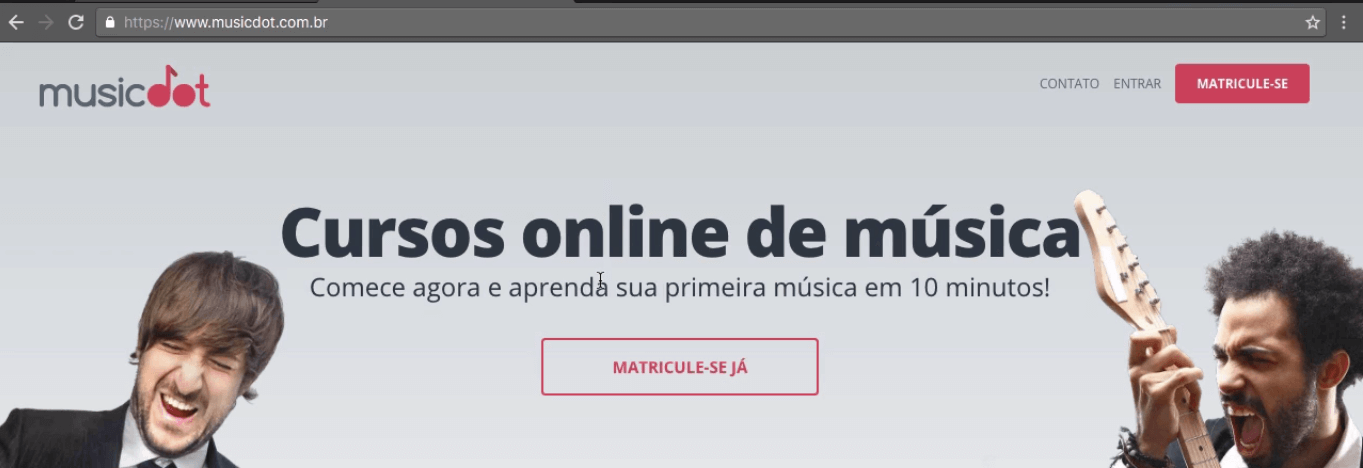 https://www.musicdot.com.br
musicdot
CONTATO ENTRAR MATRICULE-SE
Cursos online de música
Comece agora e aprenda sua primeira música em 10 minutos!
MATRICULE-SE JÁ